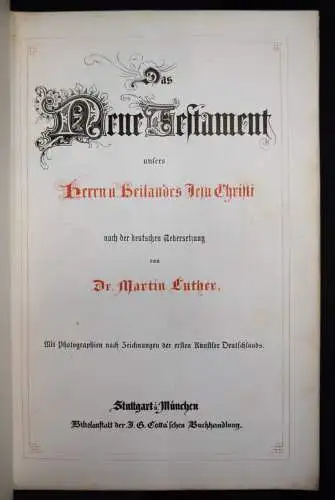 Das
Neue Testament
unsers
Herrn u Heilandes Jesu Christi
nach der deutschen Uebersetzung
von
Dr. Martin Luther.
Mit Photographien nach Zeichnungen der ersten Künstler Deutschlands.
Stuttgart & München
Bibelanstalt der J. G. Cotta'schen Buchhandlung.